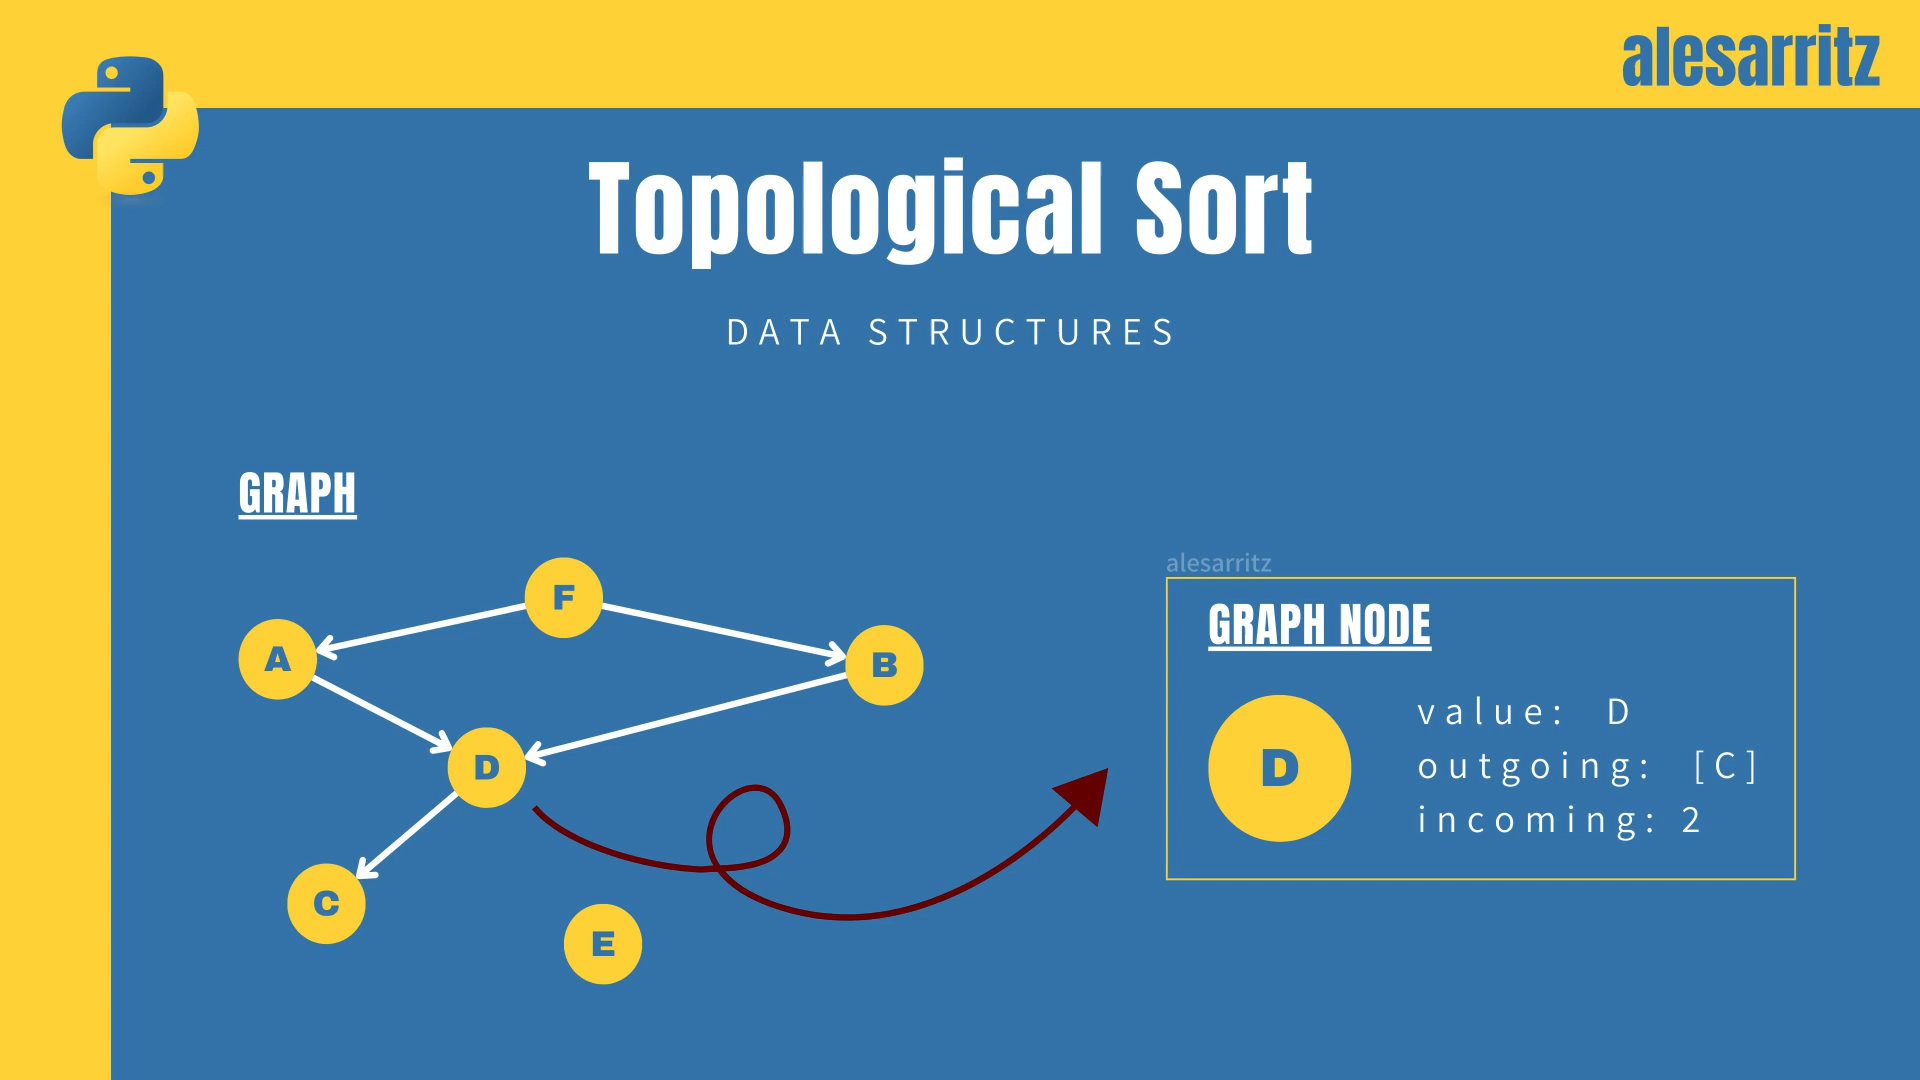 alesarritz
Topological Sort
DATA STRUCTURES
GRAPH
F
A
B
D
C
E
alesarritz
GRAPH NODE
D
value: D
outgoing: [C]
incoming: 2